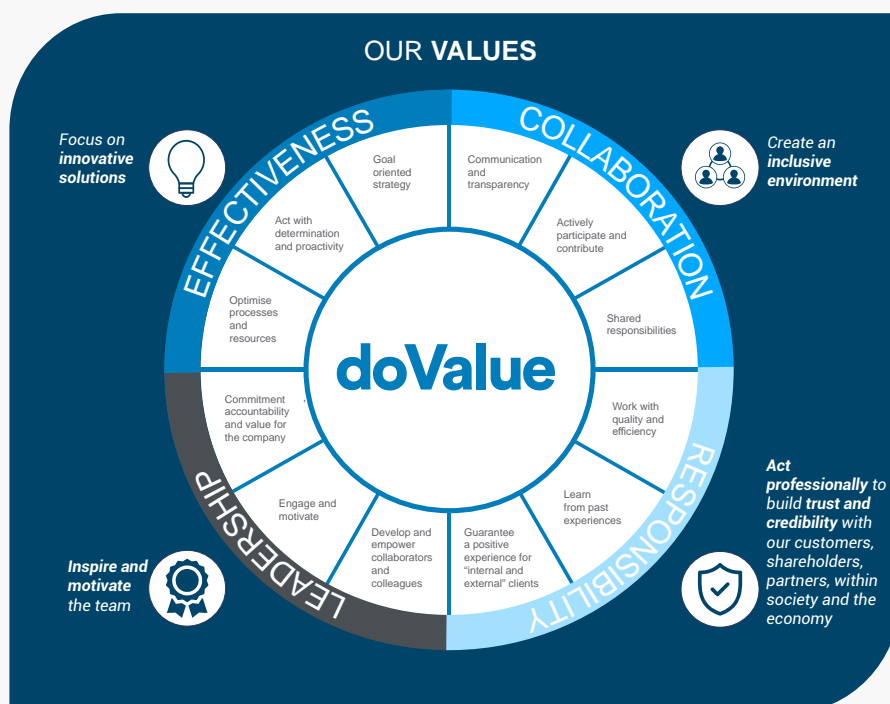 OUR VALUES
Focus on
innovative
solutions
EFFECTIVENESS
Goal
oriented
strategy
Act with
determination
and proactivity
Optimise
processes
and
resources
COLLABORATION
Communication
and
transparency
Actively
participate and
contribute
Shared
responsibilities
Create an
inclusive
environment
doValue
LEADERSHIP
Commitment
accountability
and value for
the company
Engage and
motivate
Develop and
empower
collaborators
and
colleagues
Inspire and
motivate
the team
RESPONSIBILITY
Work with
quality and
efficiency
Learn
from past
experiences
Guarantee
a positive
experience for
“internal and
external” clients
Act
professionally to
build trust and
credibility with
our customers,
shareholders,
partners, within
society and the
economy